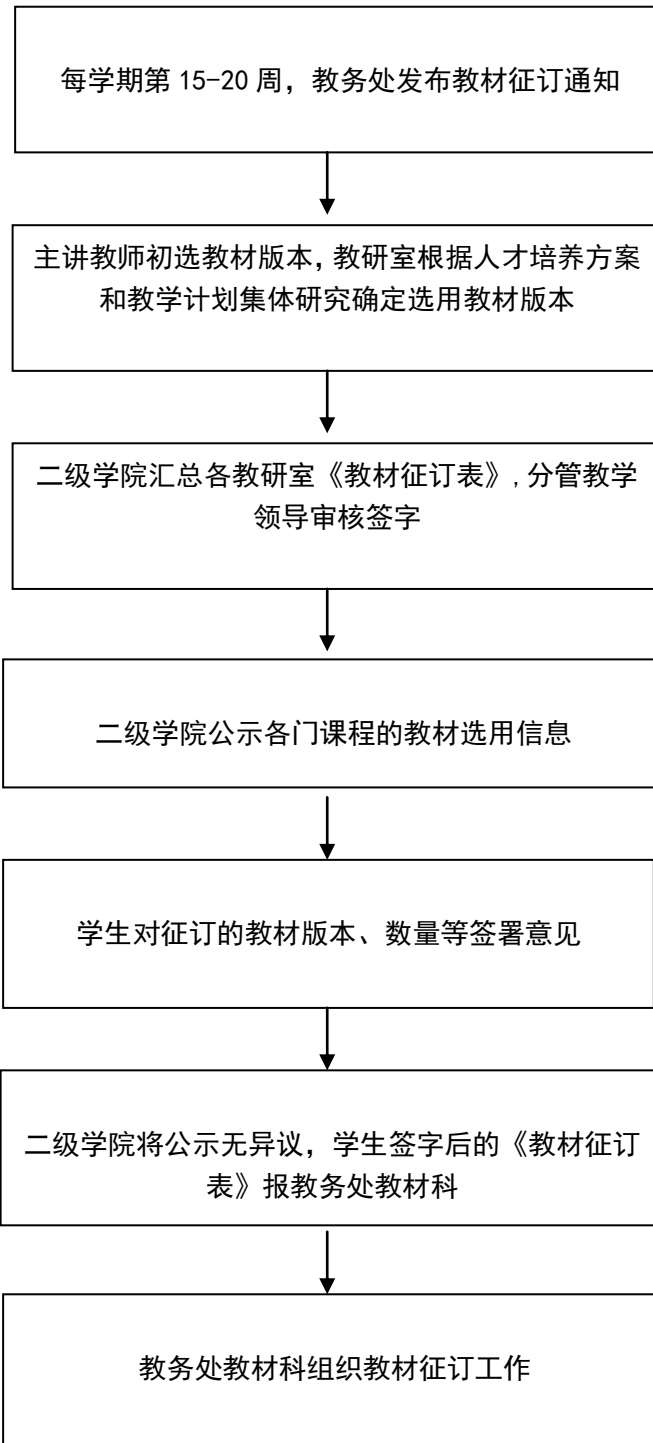 每学期第 15-20 周，教务处发布教材征订通知
主讲教师初选教材版本，教研室根据人才培养方案
和教学计划集体研究确定选用教材版本
二级学院汇总各教研室《教材征订表》,分管教学
领导审核签字
二级学院公示各门课程的教材选用信息
学生对征订的教材版本、数量等签署意见
二级学院将公示无异议，学生签字后的《教材征订
表》报教务处教材科
教务处教材科组织教材征订工作